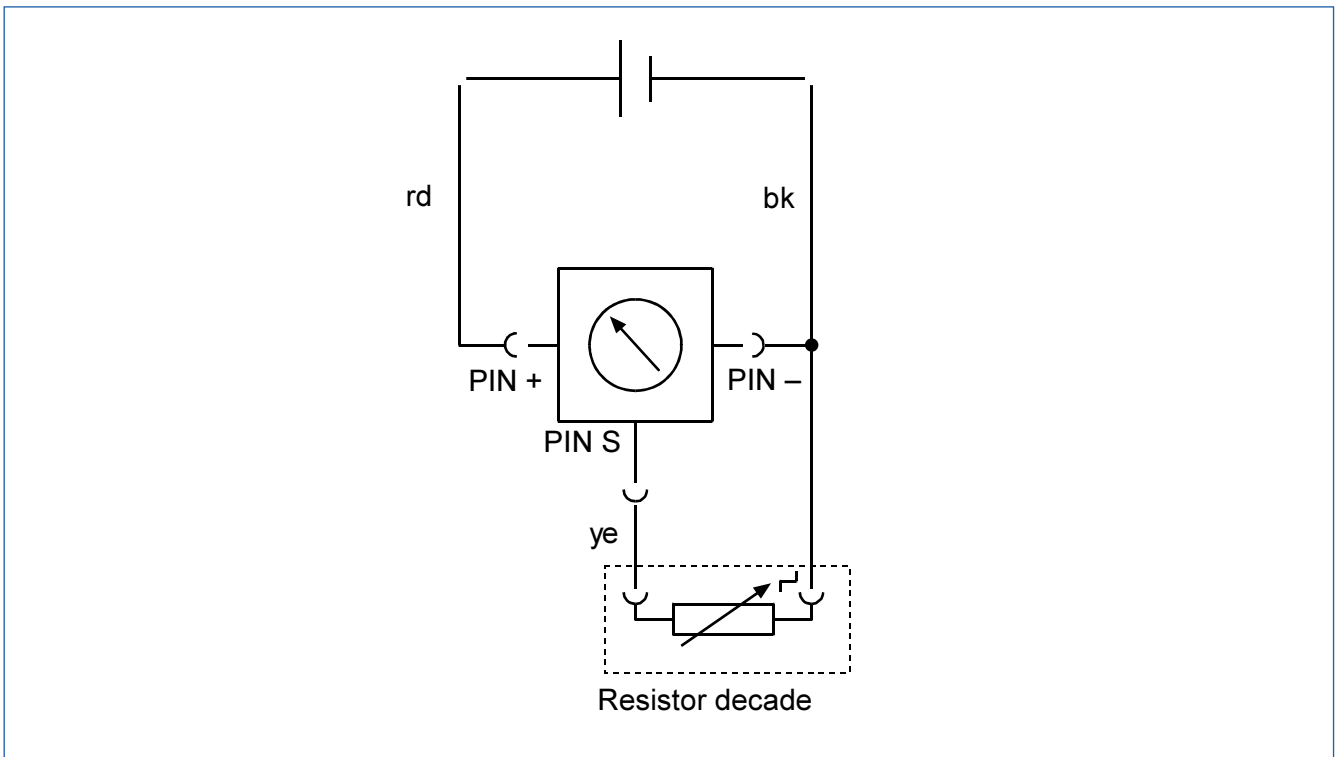 rd
bk
PIN +
PIN –
PIN S
ye
Resistor decade